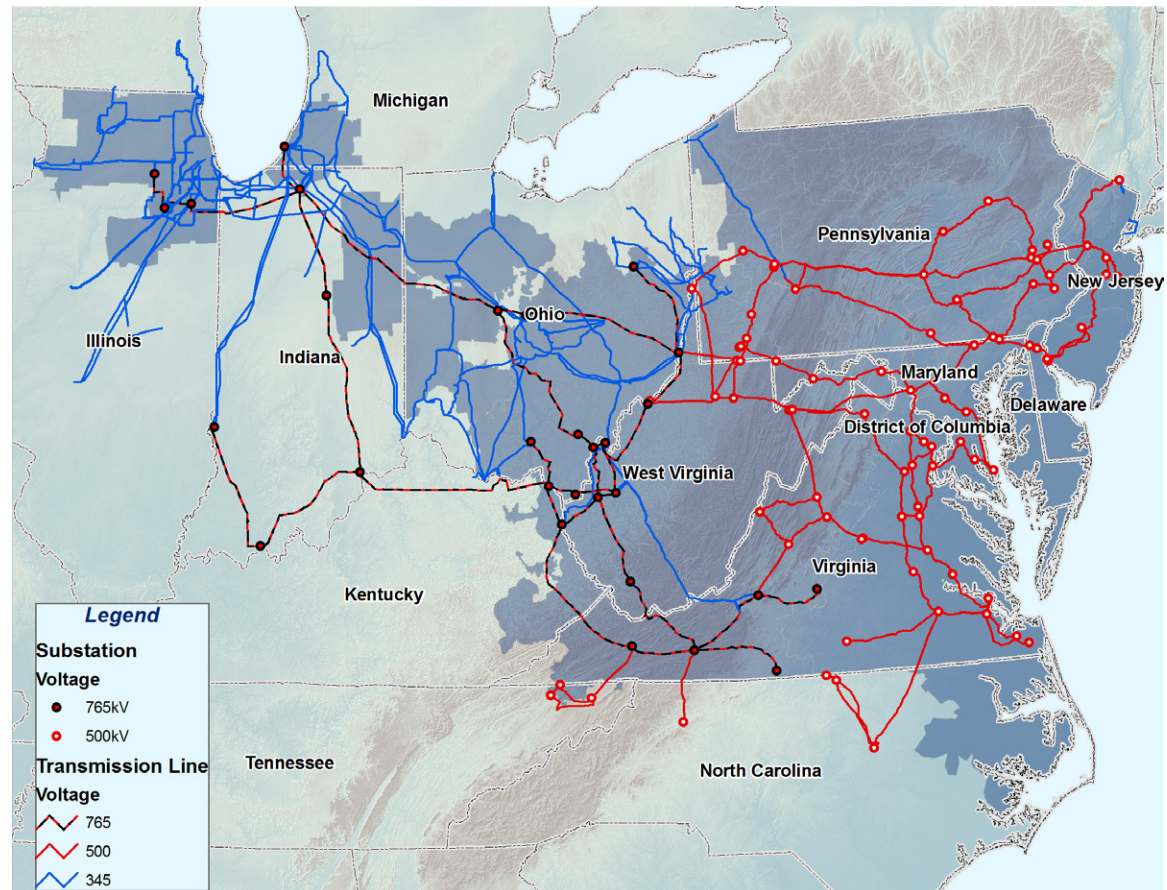 Michigan
Pennsylvania
New Jersey
Ohio
Illinois
Indiana
Maryland
Delaware
District of Columbia
West Virginia
Virginia
Kentucky
Legend
Substation
Voltage
765kV
500kV
Transmission Line
Voltage
765
500
345
Tennessee
North Carolina